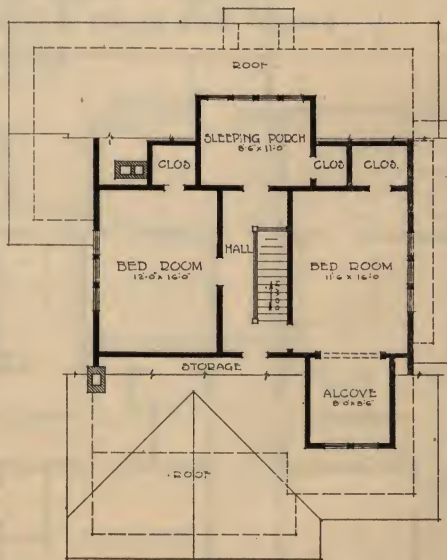 ROOF
SLEEPING PORCH
8'-6" x 11'-0"
CLOS.
CLOS.
CLOS.
BED ROOM
12'-0" x 16'-0"
HALL
BED ROOM
11'-6" x 16'-0"
STORAGE
ALCOVE
8'-0" x 8'-6"
ROOF